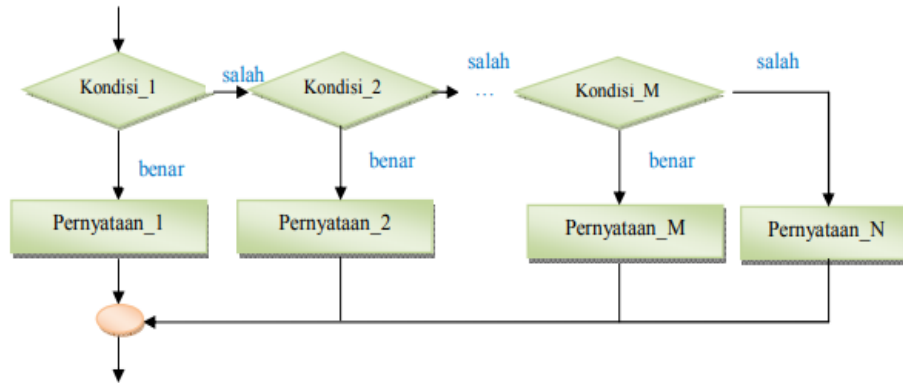 Kondisi_1
salah
Kondisi_2
salah
...
Kondisi_M
salah
benar
benar
benar
Pernyataan_1
Pernyataan_2
Pernyataan_M
Pernyataan_N